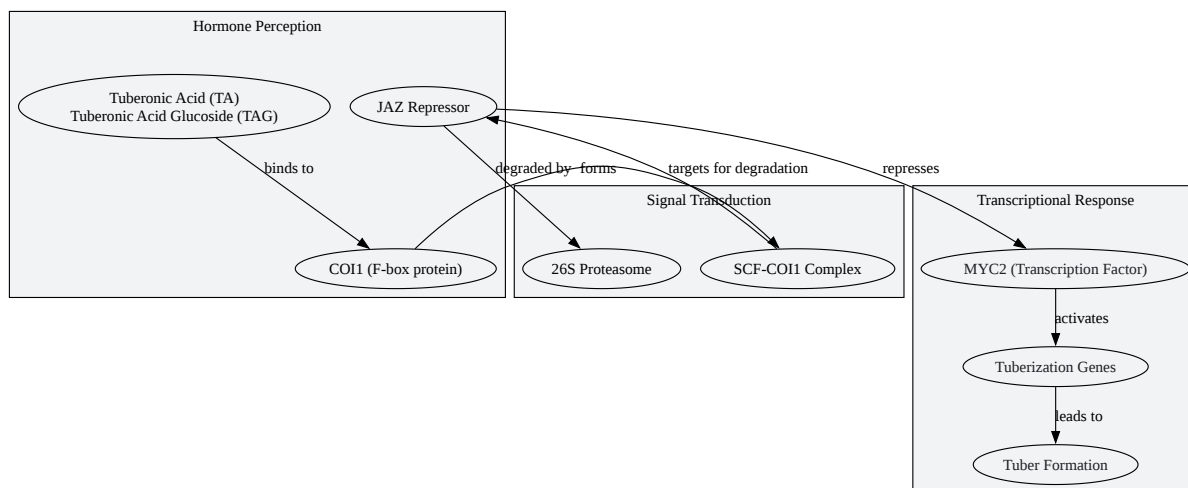 Hormone Perception
Tuberonic Acid (TA)
Tuberonic Acid Glucoside (TAG)
JAZ Repressor
binds to
degraded by
forms
targets for degradation
represses
Signal Transduction
Transcriptional Response
COI1 (F-box protein)
26S Proteasome
SCF-COI1 Complex
MYC2 (Transcription Factor)
activates
Tuberization Genes
leads to
Tuber Formation